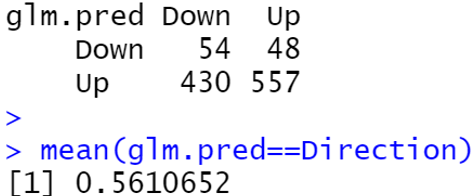 glm.pred Down Up
Down 54 48
Up 430 557
>
> mean(glm.pred==Direction)
[1] 0.5610652